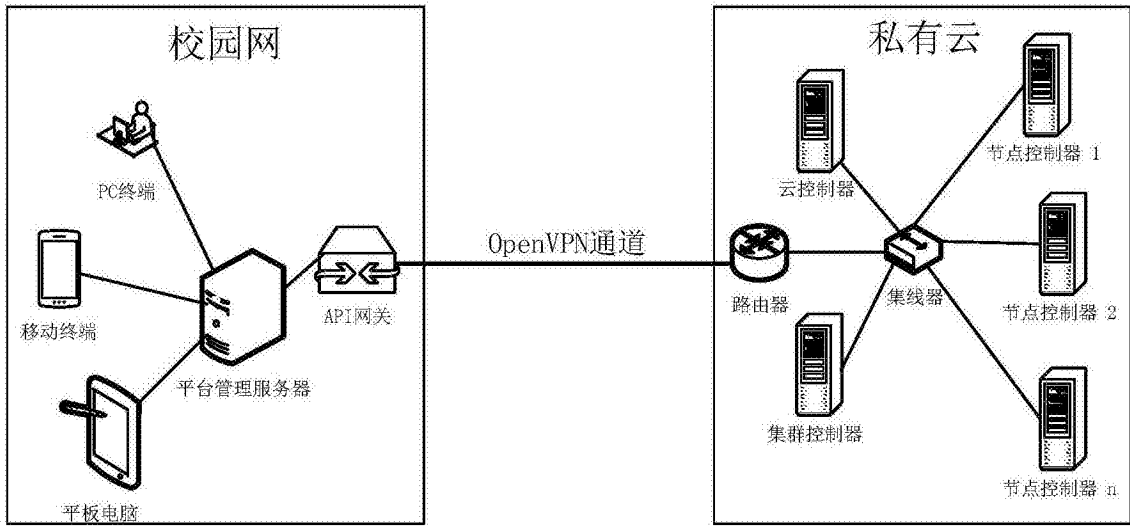 校园网
PC终端
移动终端
平板电脑
平台管理服务器
API网关
OpenVPN通道
私有云
云控制器
路由器
集线器
集群控制器
节点控制器 1
节点控制器 2
节点控制器 n